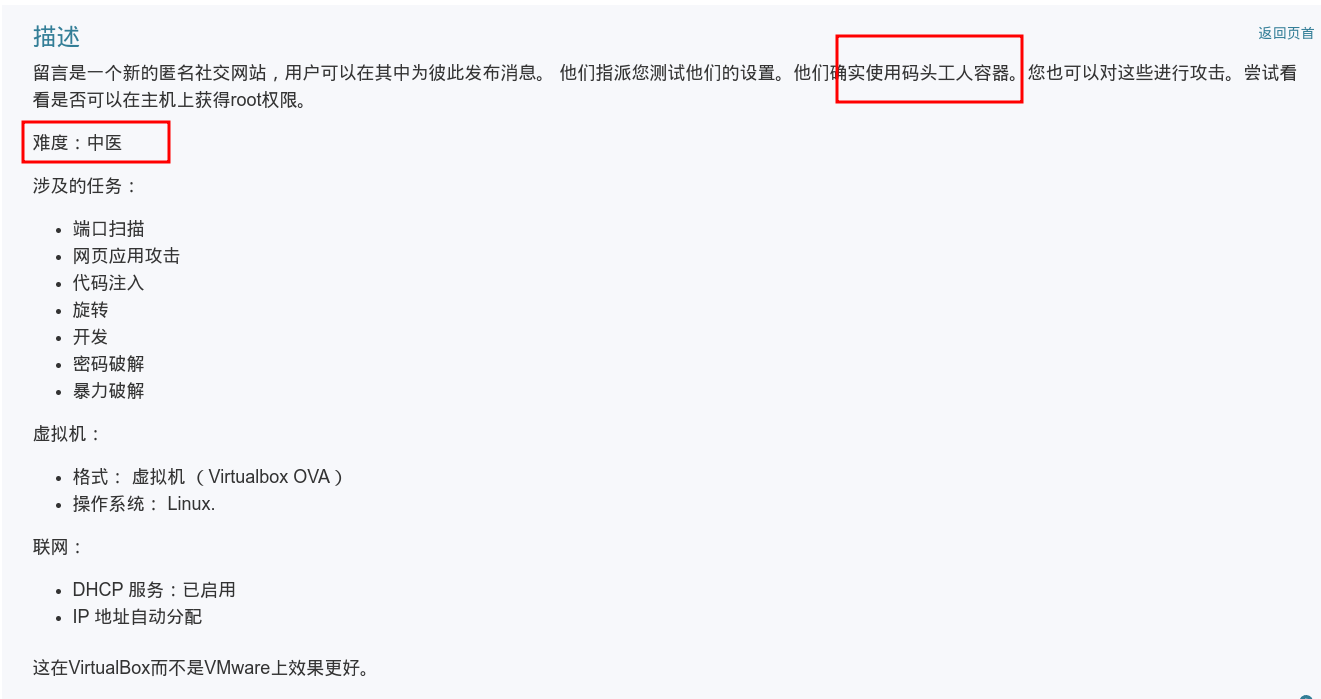 描述
返回页首
留言是一个新的匿名社交网站，用户可以在其中为彼此发布消息。 他们指派您测试他们的设置。他们确实使用码头工人容器。您也可以对这些进行攻击。尝试看
看是否可以在主机上获得root权限。
难度：中医
涉及的任务：
端口扫描
网页应用攻击
代码注入
旋转
开发
密码破解
暴力破解
虚拟机：
格式： 虚拟机 （Virtualbox OVA）
操作系统： Linux.
联网：
DHCP 服务：已启用
IP 地址自动分配
这在VirtualBox而不是VMware上效果更好。